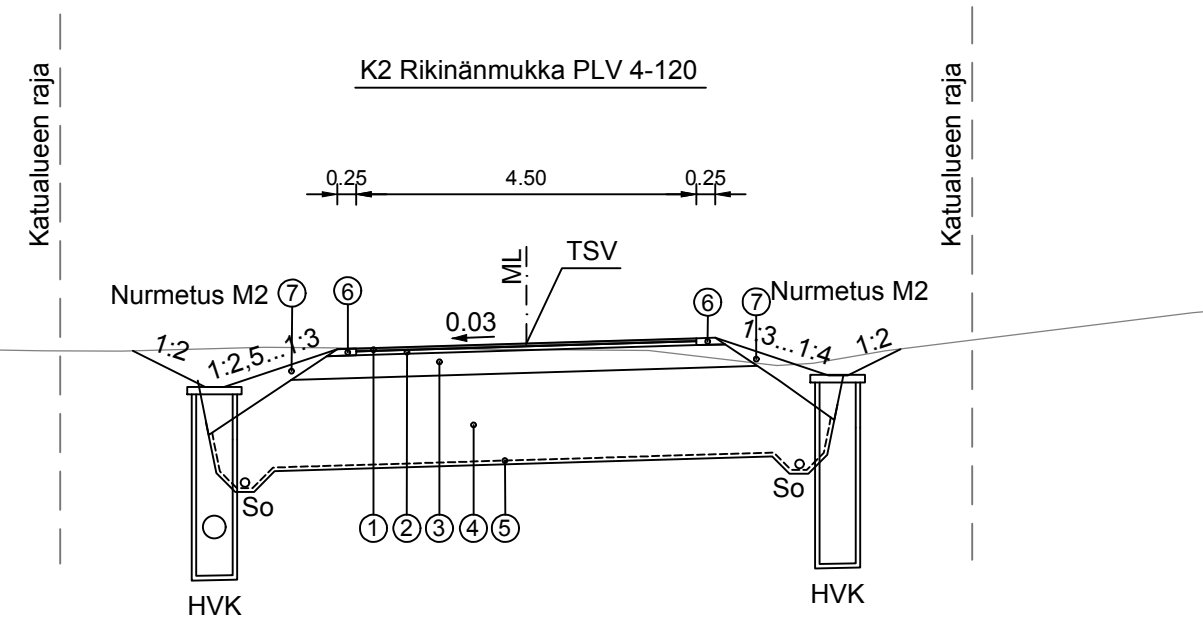 K2 Rikinänmukka PLV 4-120
Katualueen raja
Katualueen raja
0.25
4.50
0.25
ML
TSV
Nurmetus M2
7
6
0.03
6
7
Nurmetus M2
1:2
1:2,5...1:3
1:3...1:4
1:2
So
So
1
2
3
4
5
HVK
HVK